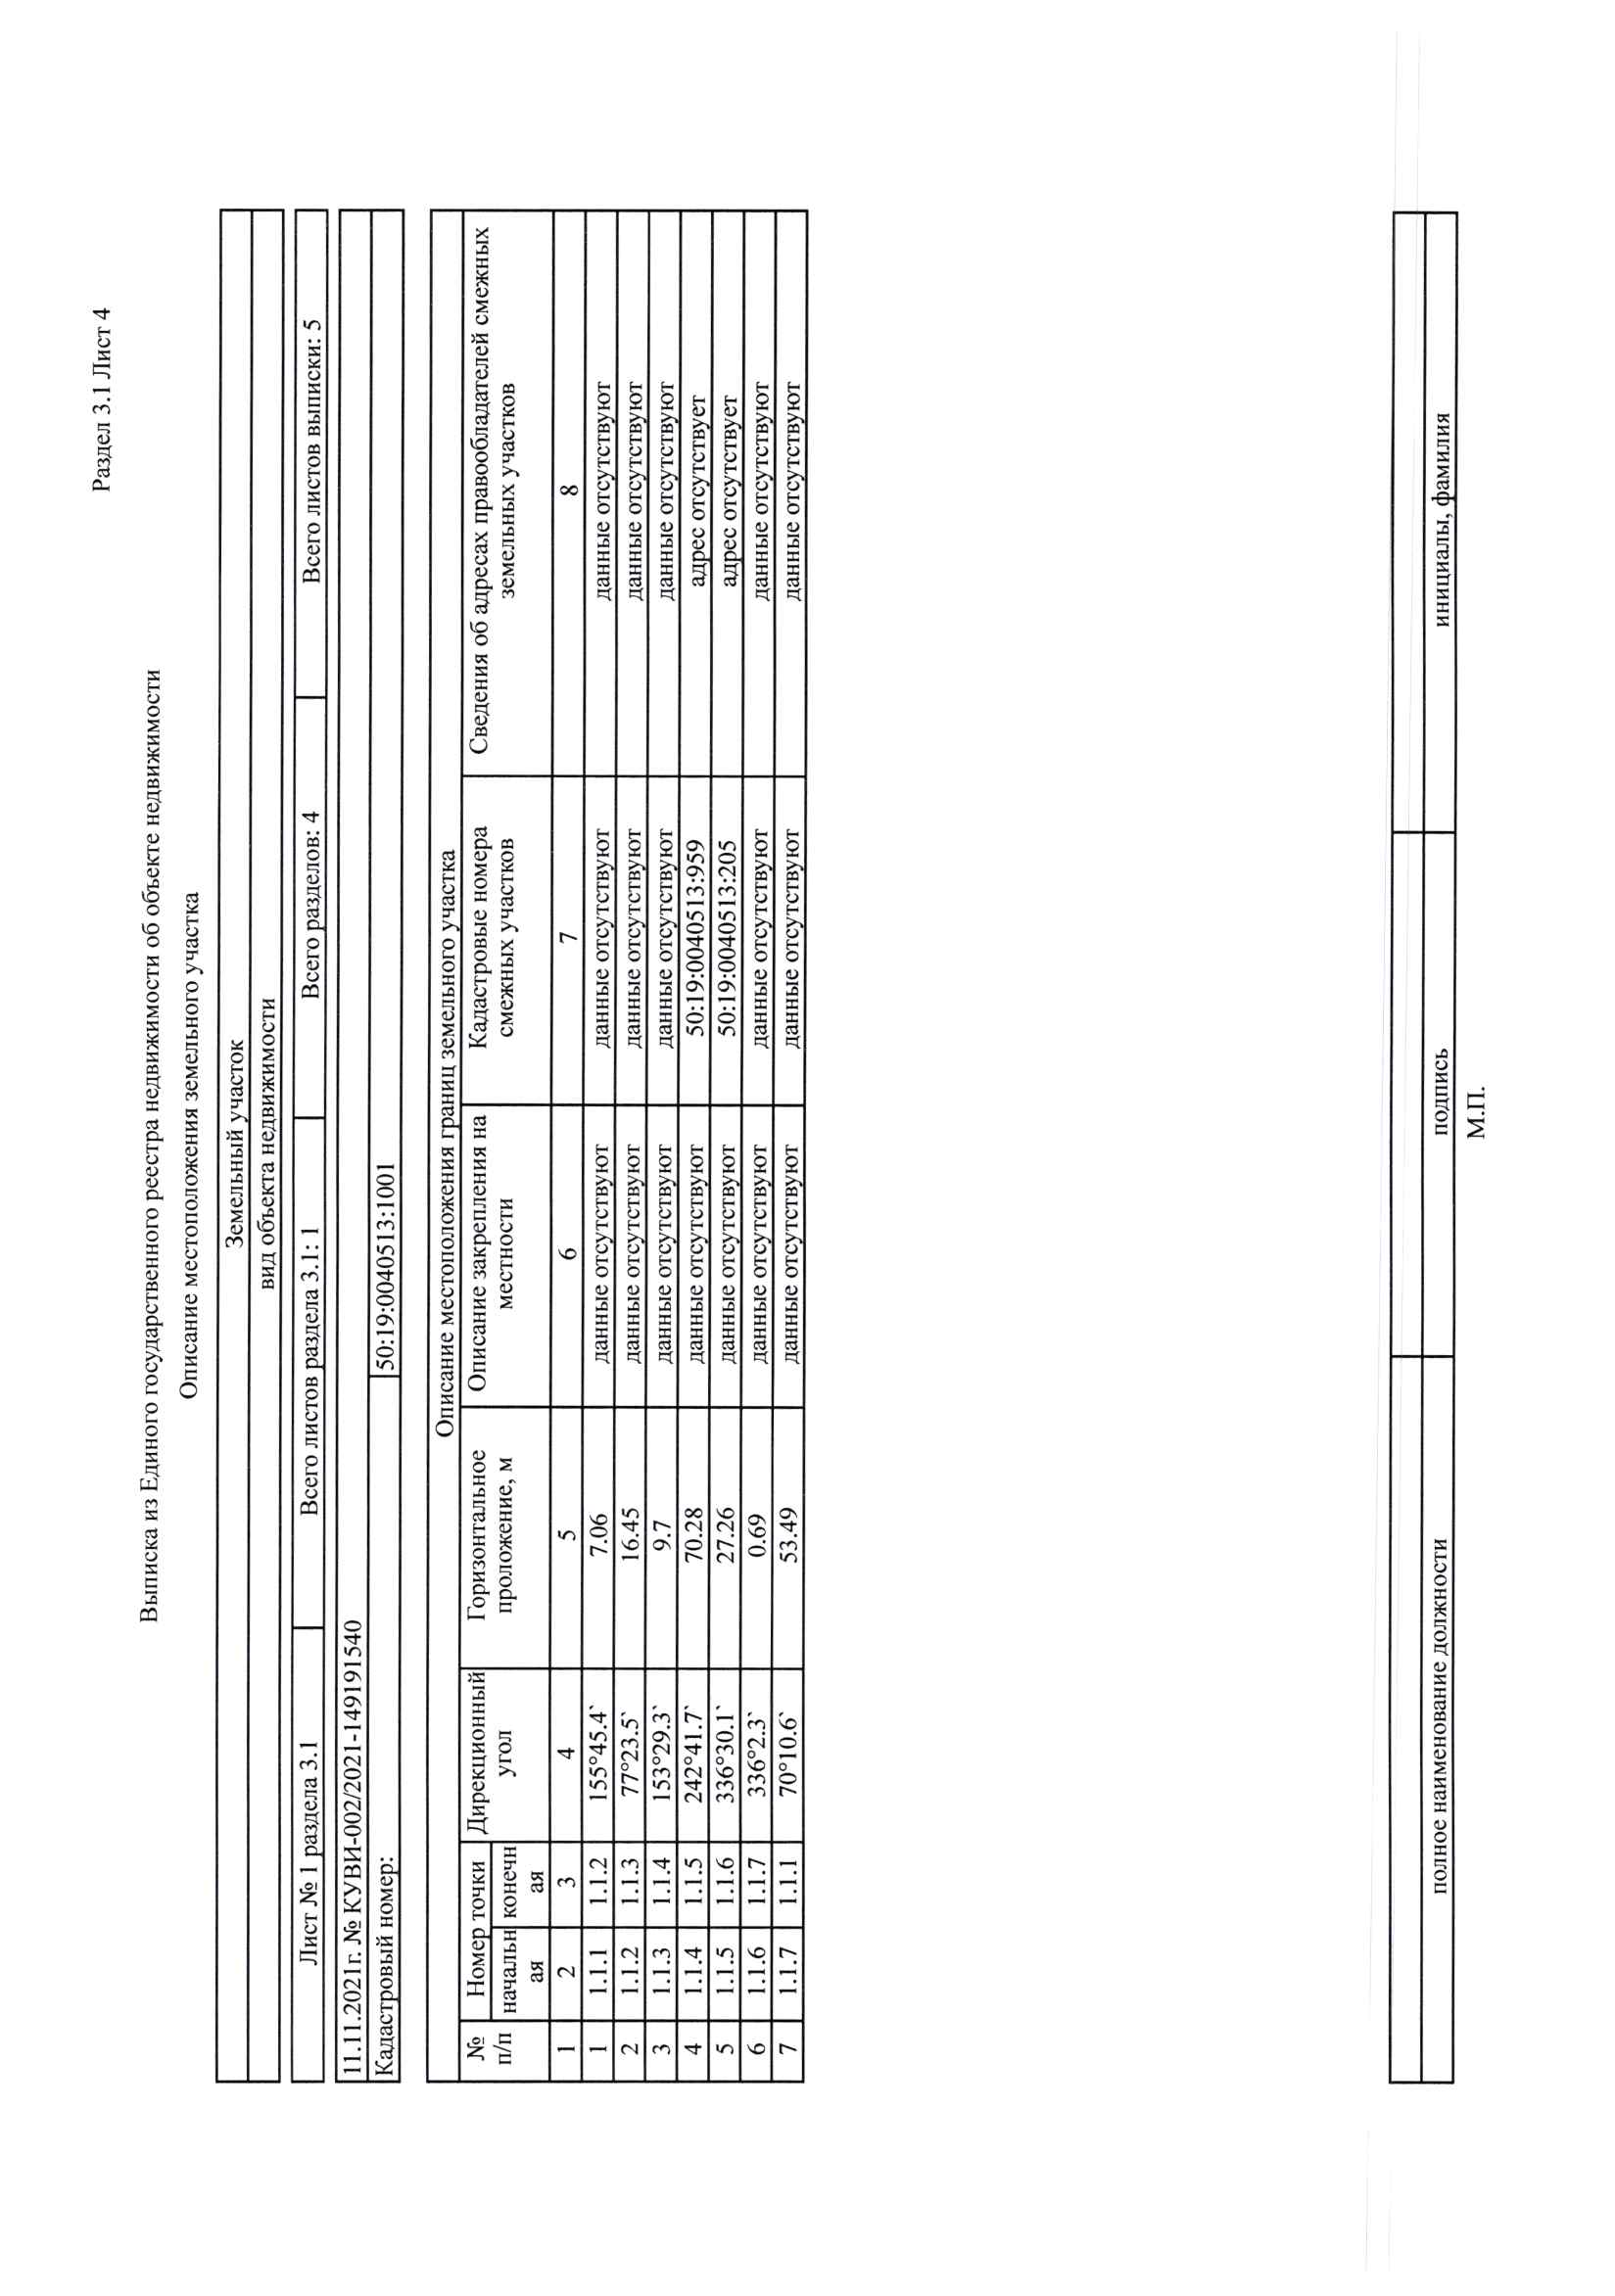 Раздел 3.1 Лист 4
Выписка из Единого государственного реестра недвижимости об объекте недвижимости
Описание местоположения земельного участка
Земельный участок
вид объекта недвижимости
Лист № 1 раздела 3.1 Всего листов раздела 3.1: 1 Всего разделов: 4 Всего листов выписки: 5
11.11.2021г. № КУВИ-002/2021-149191540
Кадастровый номер: 50:19:0040513:1001
Описание местоположения границ земельного участка
№ Номер точки Дирекционный Горизонтальное Описание закрепления на Кадастровые номера Сведения об адресах правообладателей смежных
п/п начальн конечн угол проложение, м местности смежных участков земельных участков
ая ая
1 2 3 4 5 6 7 8
1 1.1.1 1.1.2 155°45.4` 7.06 данные отсутствуют данные отсутствуют данные отсутствуют
2 1.1.2 1.1.3 77°23.5` 16.45 данные отсутствуют данные отсутствуют данные отсутствуют
3 1.1.3 1.1.4 153°29.3` 9.7 данные отсутствуют данные отсутствуют данные отсутствуют
4 1.1.4 1.1.5 242°41.7` 70.28 данные отсутствуют 50:19:0040513:959 адрес отсутствует
5 1.1.5 1.1.6 336°30.1` 27.26 данные отсутствуют 50:19:0040513:205 адрес отсутствует
6 1.1.6 1.1.7 336°2.3` 0.69 данные отсутствуют данные отсутствуют данные отсутствуют
7 1.1.7 1.1.1 70°10.6` 53.49 данные отсутствуют данные отсутствуют данные отсутствуют
полное наименование должности подпись инициалы, фамилия
М.П.